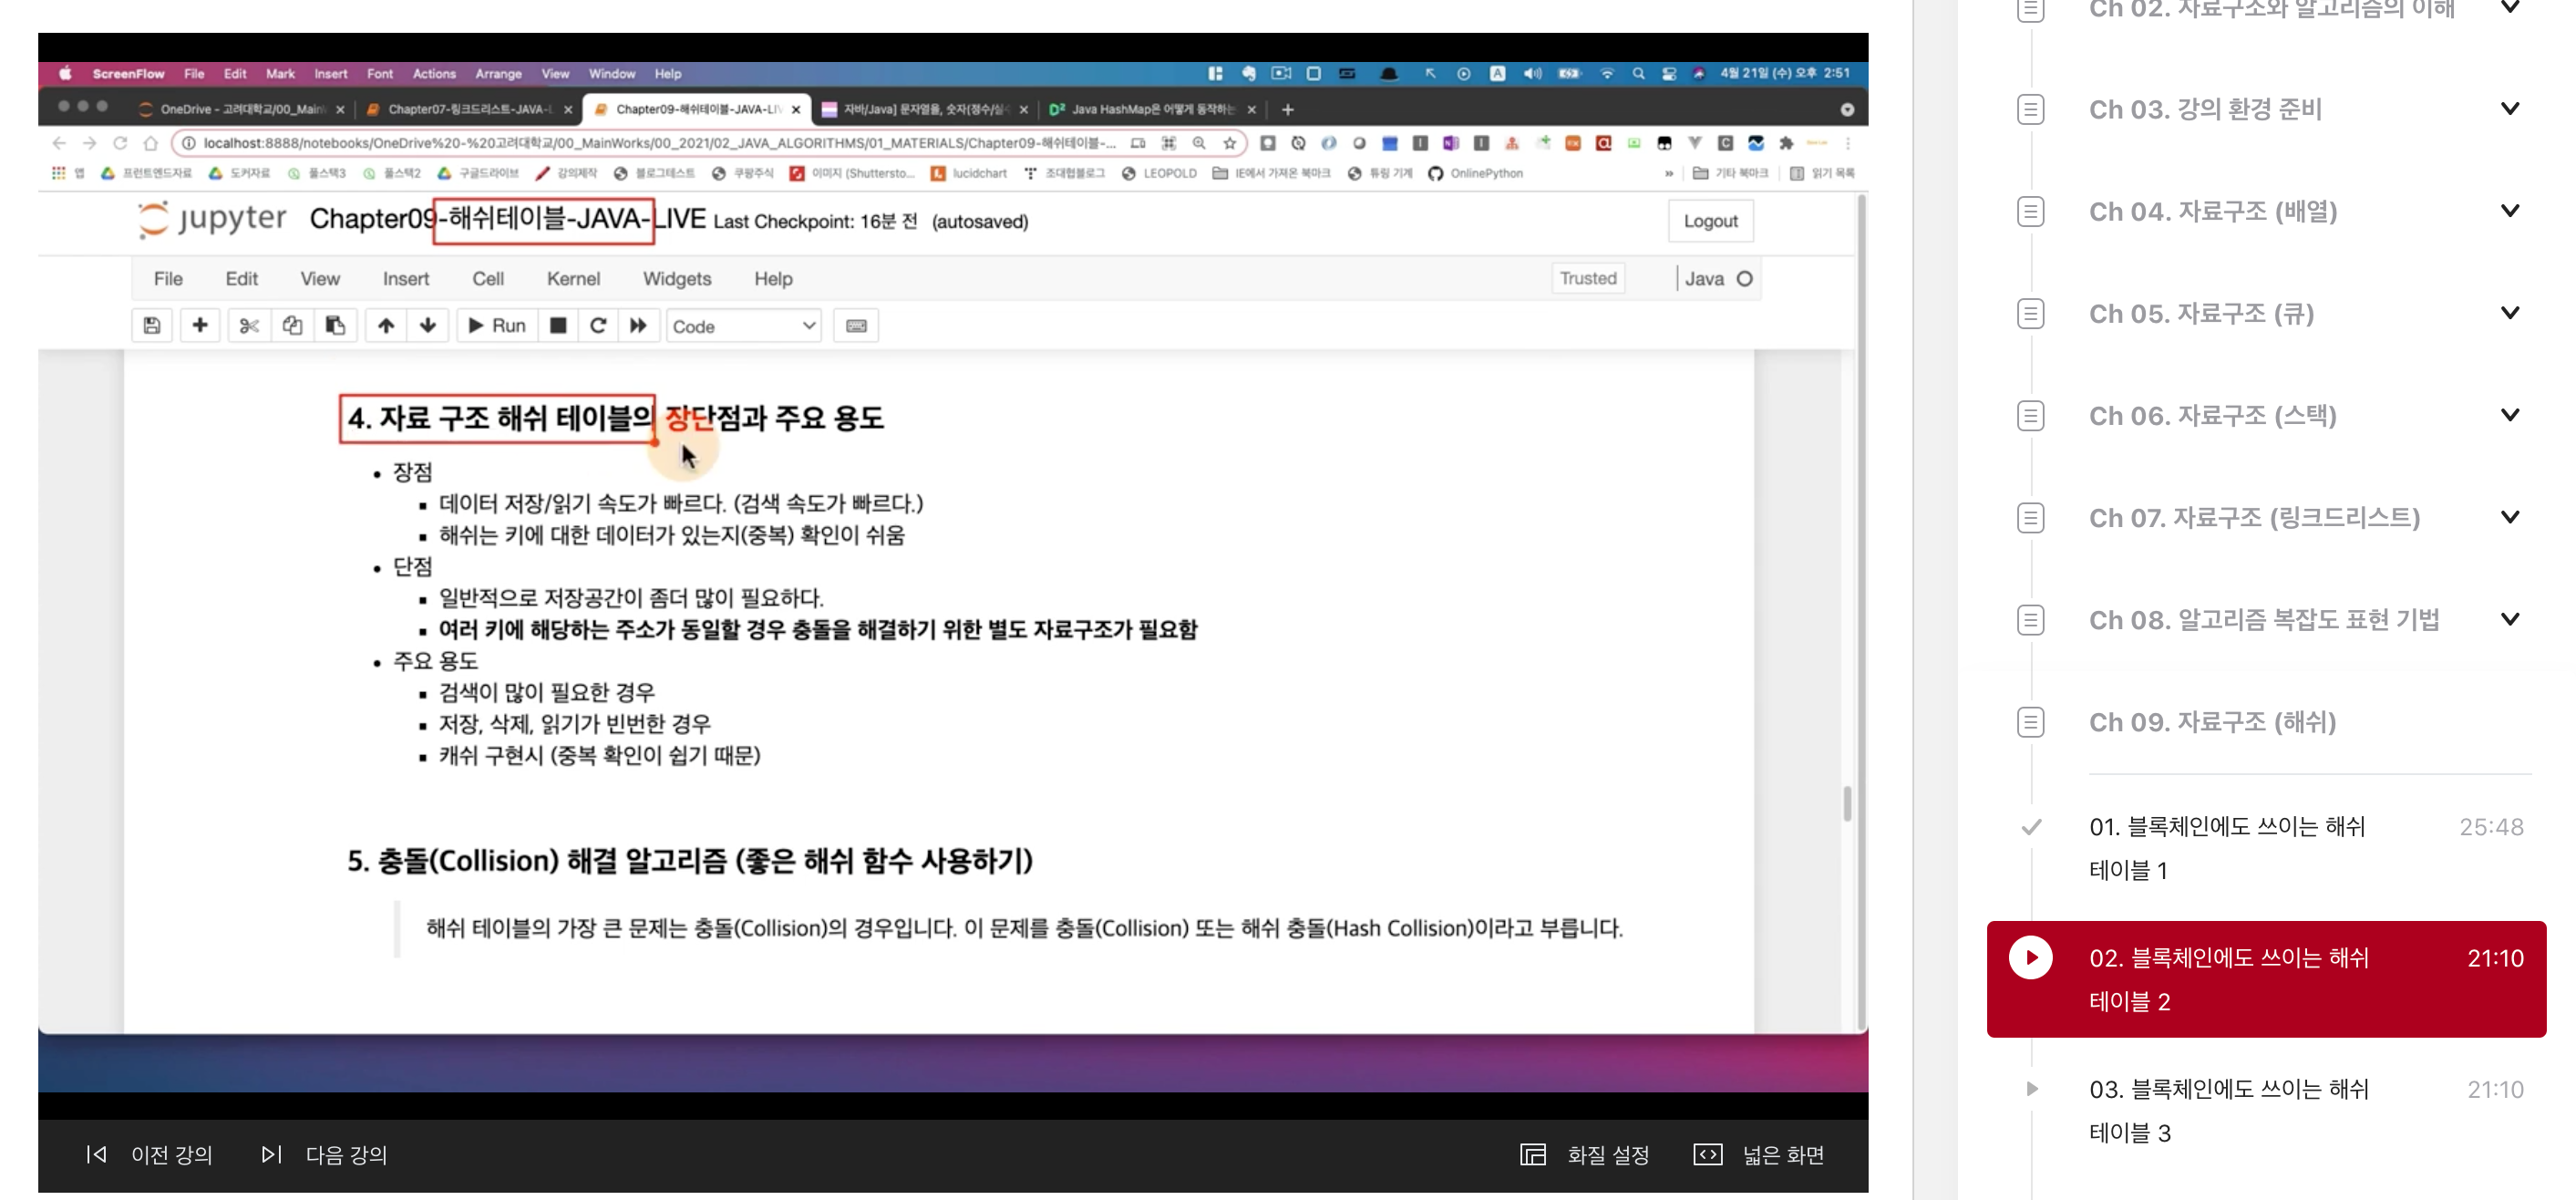 ScreenFlow File Edit Mark Insert Font Actions Arrange View Window Help 4월 21일 (수) 오후 2:51
OneDrive - 고려대학교/00_Main Chapter07-링크드리스트-JAVA-L Chapter09-해쉬테이블-JAVA-LIV 자바/Java] 문자열을, 숫자(정수/실수 Java HashMap은 어떻게 동작하는
localhost:8888/notebooks/OneDrive%20-%20고려대학교/00_MainWorks/00_2021/02_JAVA_ALGORITHMS/01_MATERIALS/Chapter09-해쉬테이블-...
앱 프런트엔드자료 도커자료 풀스택3 풀스택2 구글드라이브 강의제작 블로그테스트 쿠팡주식 이미지 (Shuttersto... lucidchart 조대협블로그 LEOPOLD IE에서 가져온 북마크 튜링 기계 OnlinePython » 기타 북마크 읽기 목록
jupyter Chapter09-해쉬테이블-JAVA-LIVE Last Checkpoint: 16분 전 (autosaved) Logout
File Edit View Insert Cell Kernel Widgets Help Trusted Java
Run Code
4. 자료 구조 해쉬 테이블의 장단점과 주요 용도
장점
데이터 저장/읽기 속도가 빠르다. (검색 속도가 빠르다.)
해쉬는 키에 대한 데이터가 있는지(중복) 확인이 쉬움
단점
일반적으로 저장공간이 좀더 많이 필요하다.
여러 키에 해당하는 주소가 동일할 경우 충돌을 해결하기 위한 별도 자료구조가 필요함
주요 용도
검색이 많이 필요한 경우
저장, 삭제, 읽기가 빈번한 경우
캐쉬 구현시 (중복 확인이 쉽기 때문)
5. 충돌(Collision) 해결 알고리즘 (좋은 해쉬 함수 사용하기)
해쉬 테이블의 가장 큰 문제는 충돌(Collision)의 경우입니다. 이 문제를 충돌(Collision) 또는 해쉬 충돌(Hash Collision)이라고 부릅니다.
이전 강의 다음 강의 화질 설정 넓은 화면
Ch 02. 자료구조와 알고리즘의 이해
Ch 03. 강의 환경 준비
Ch 04. 자료구조 (배열)
Ch 05. 자료구조 (큐)
Ch 06. 자료구조 (스택)
Ch 07. 자료구조 (링크드리스트)
Ch 08. 알고리즘 복잡도 표현 기법
Ch 09. 자료구조 (해쉬)
01. 블록체인에도 쓰이는 해쉬 25:48
테이블 1
02. 블록체인에도 쓰이는 해쉬 21:10
테이블 2
03. 블록체인에도 쓰이는 해쉬 21:10
테이블 3